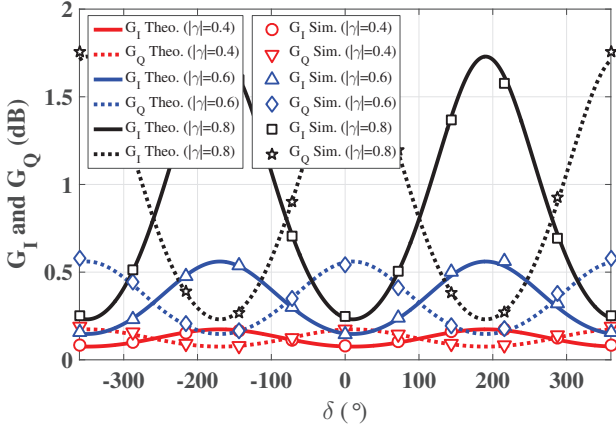 2
1.5
1
0.5
0
G_I and G_Q (dB)
G_I Theo. (|γ|=0.4)
G_Q Theo. (|γ|=0.4)
G_I Theo. (|γ|=0.6)
G_Q Theo. (|γ|=0.6)
G_I Theo. (|γ|=0.8)
G_I Theo. (|γ|=0.8)
G_I Sim. (|γ|=0.4)
G_Q Sim. (|γ|=0.4)
G_I Sim. (|γ|=0.6)
G_Q Sim. (|γ|=0.6)
G_I Sim. (|γ|=0.8)
G_Q Sim. (|γ|=0.8)
-300 -200 -100 0 100 200 300
δ (°)